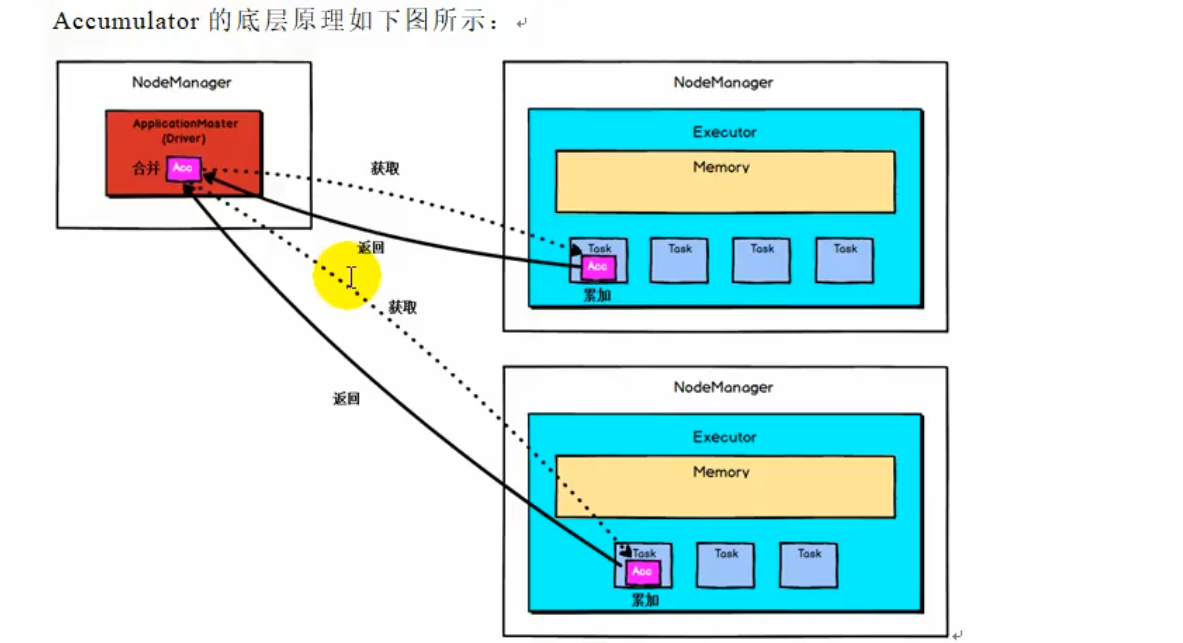 Accumulator 的底层原理如下图所示：
NodeManager
ApplicationMaster
(Driver)
合并
Acc
获取
返回
获取
返回
NodeManager
Executor
Memory
Task
Task
Task
Task
Acc
累加
NodeManager
Executor
Memory
Task
Task
Task
Acc
累加